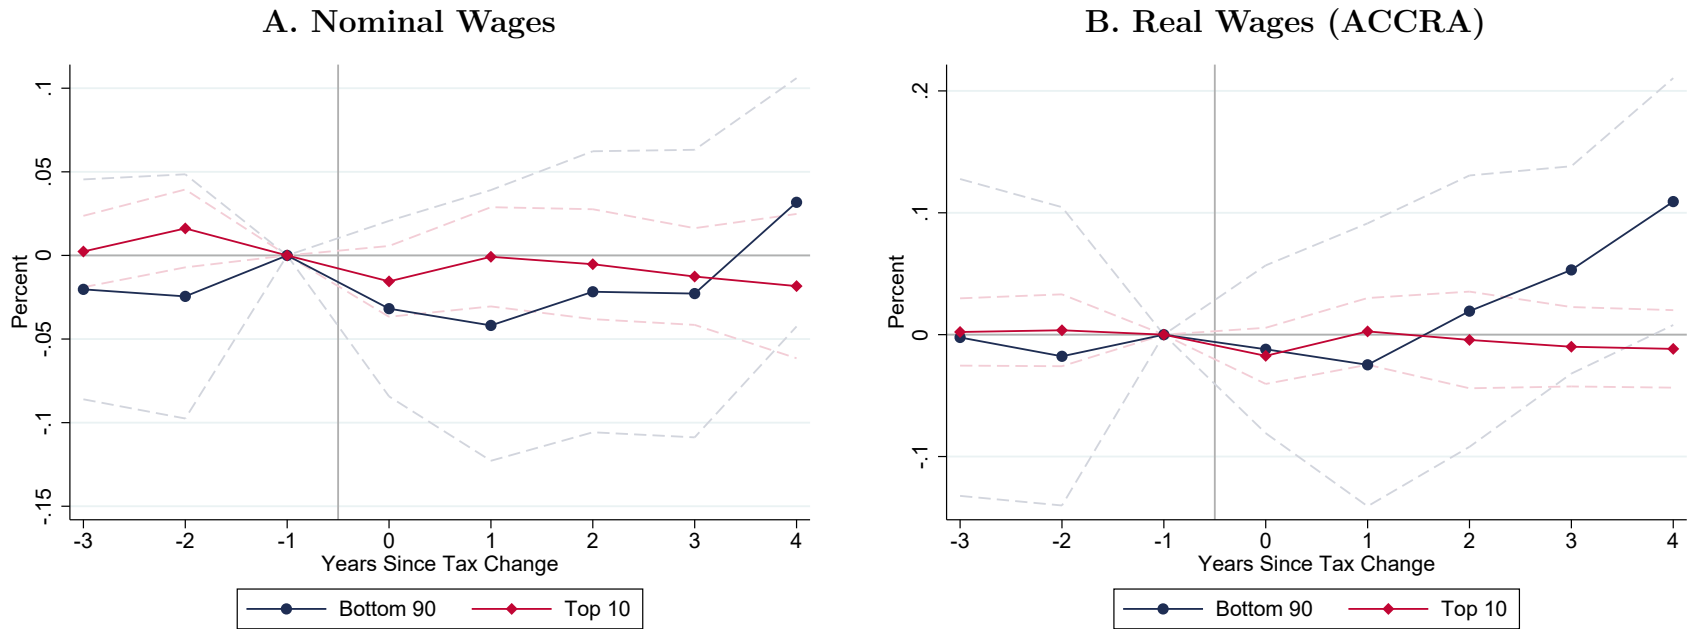 A. Nominal Wages
.1
.05
0
-.05
-.1
-.15
Percent
-3 -2 -1 0 1 2 3 4
Years Since Tax Change
Bottom 90 Top 10
B. Real Wages (ACCRA)
.2
.1
0
-.1
Percent
-3 -2 -1 0 1 2 3 4
Years Since Tax Change
Bottom 90 Top 10